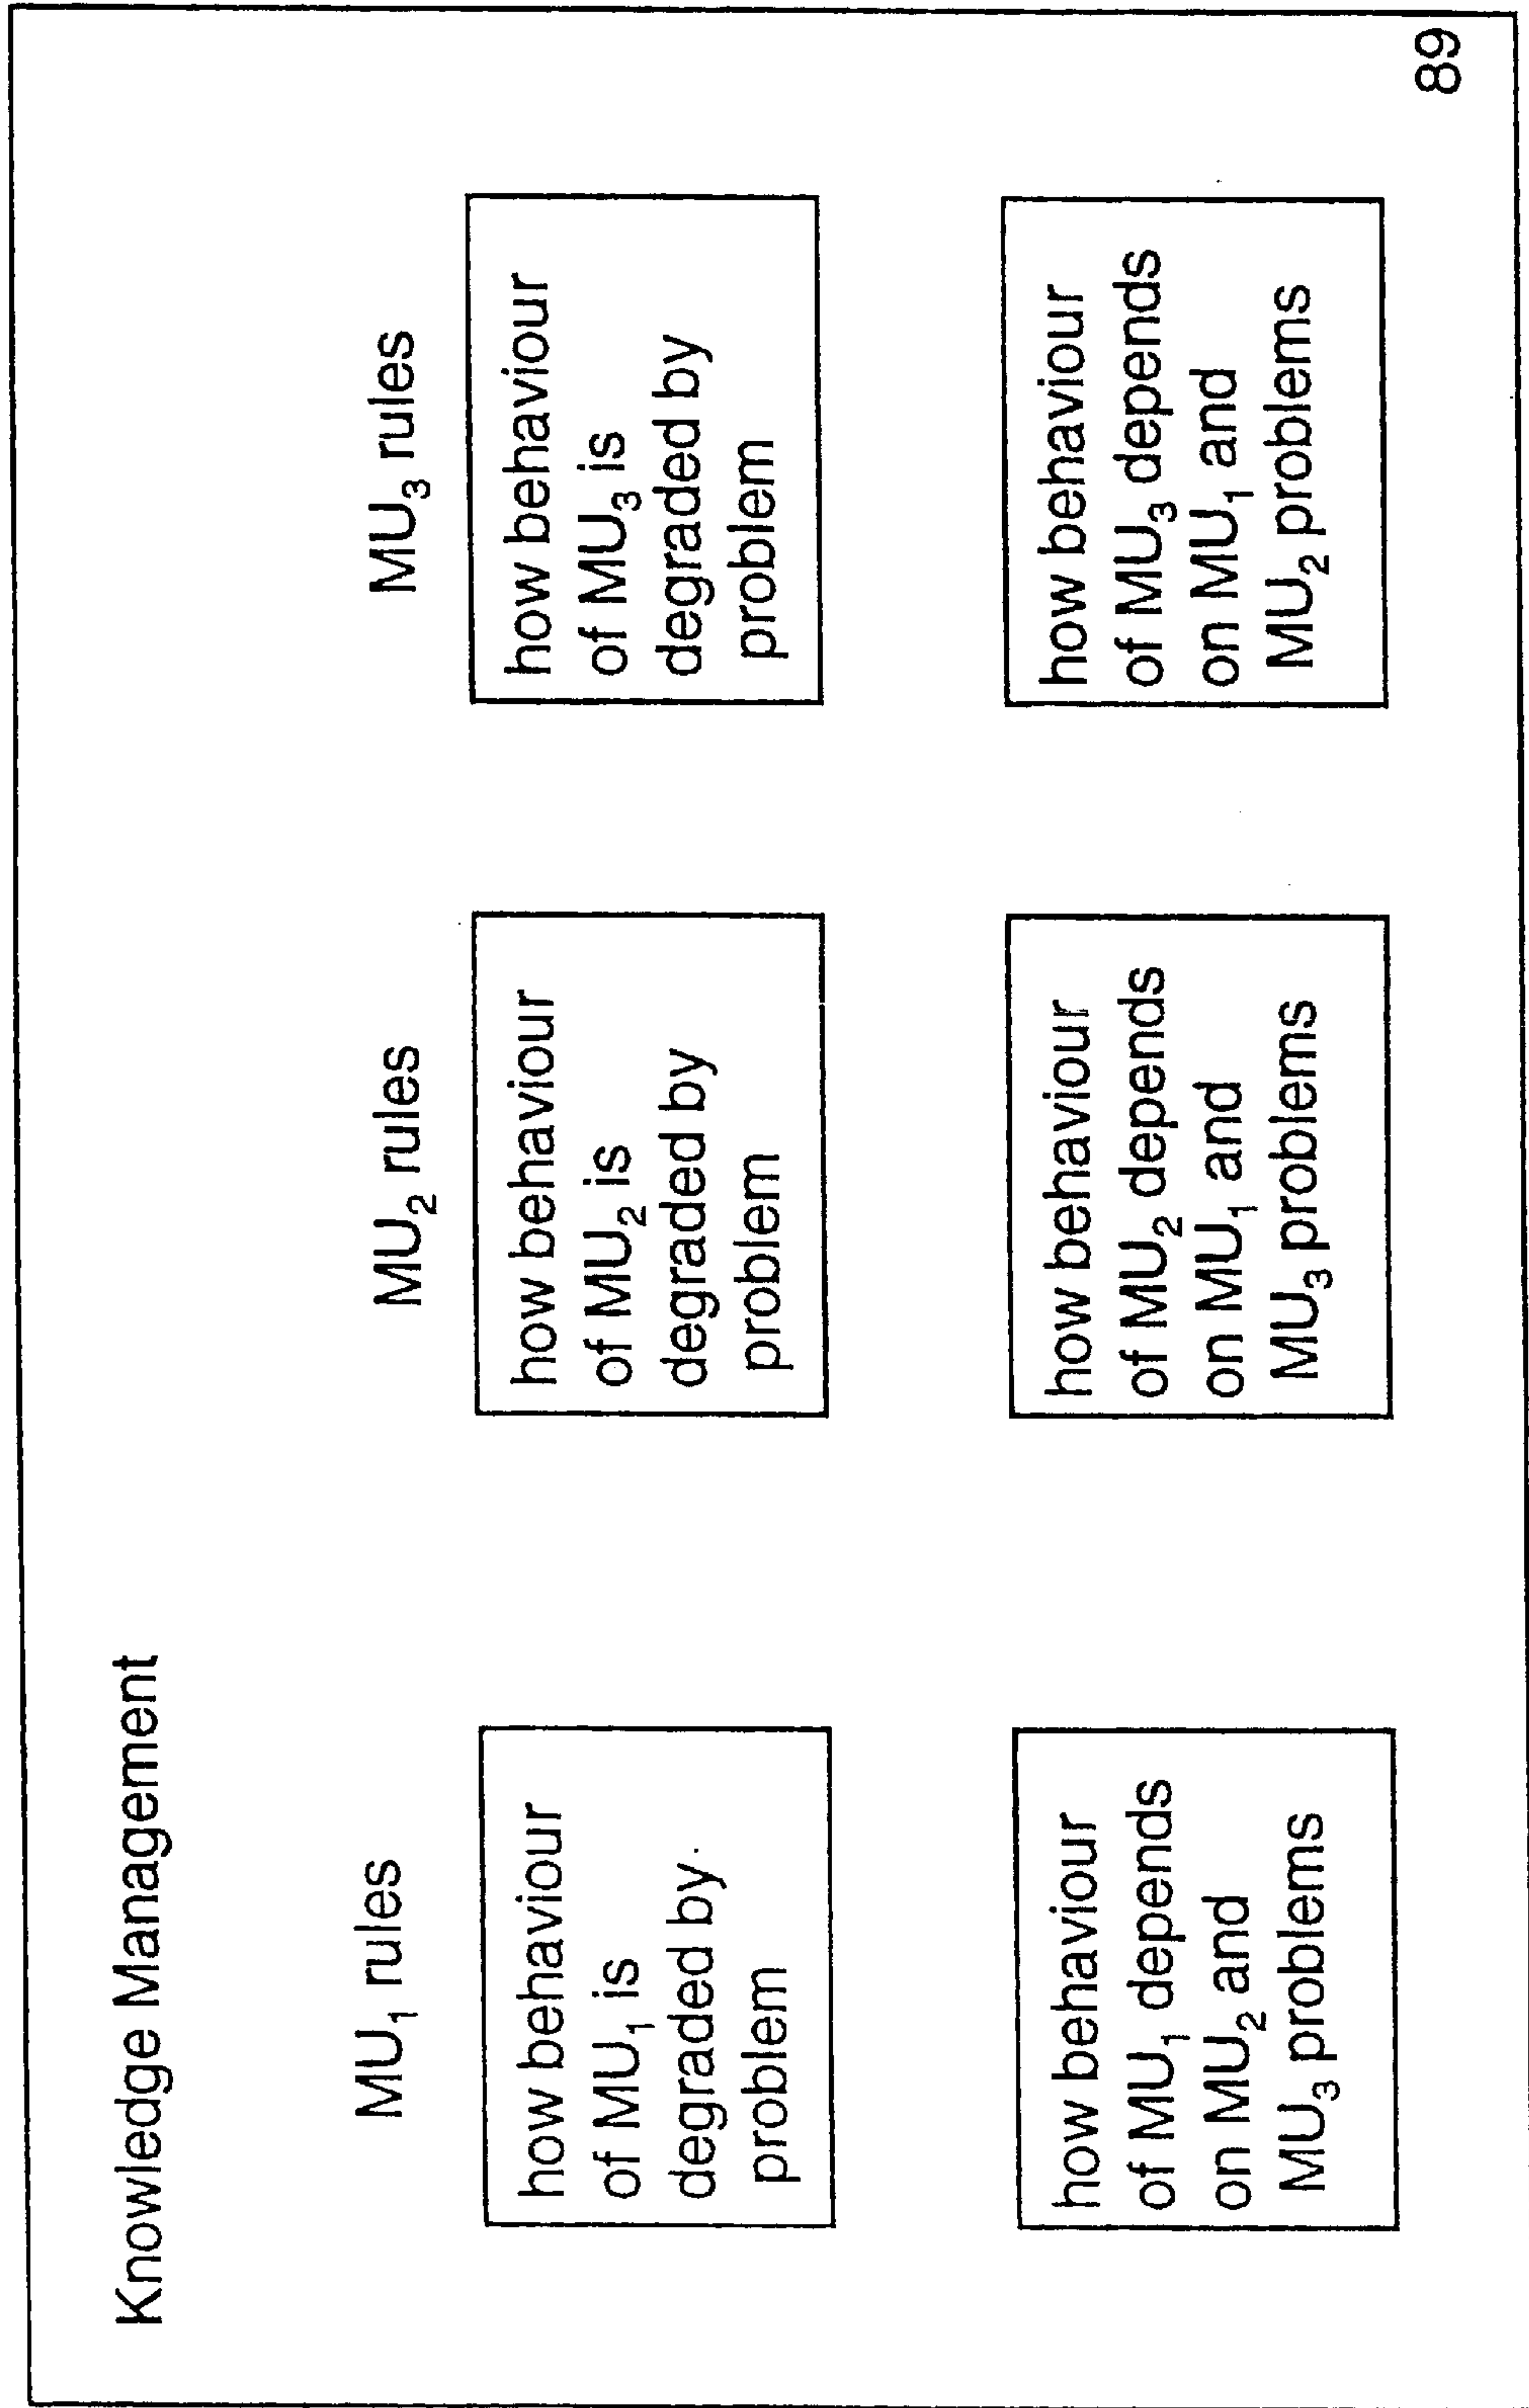 Knowledge Management
MU₁ rules
how behaviour
of MU₁ is
degraded by
problem
how behaviour
of MU₁ depends
on MU₂ and
MU₃ problems
MU₂ rules
how behaviour
of MU₂ is
degraded by
problem
how behaviour
of MU₂ depends
on MU₁ and
MU₃ problems
MU₃ rules
how behaviour
of MU₃ is
degraded by
problem
how behaviour
of MU₃ depends
on MU₁ and
MU₂ problems
89